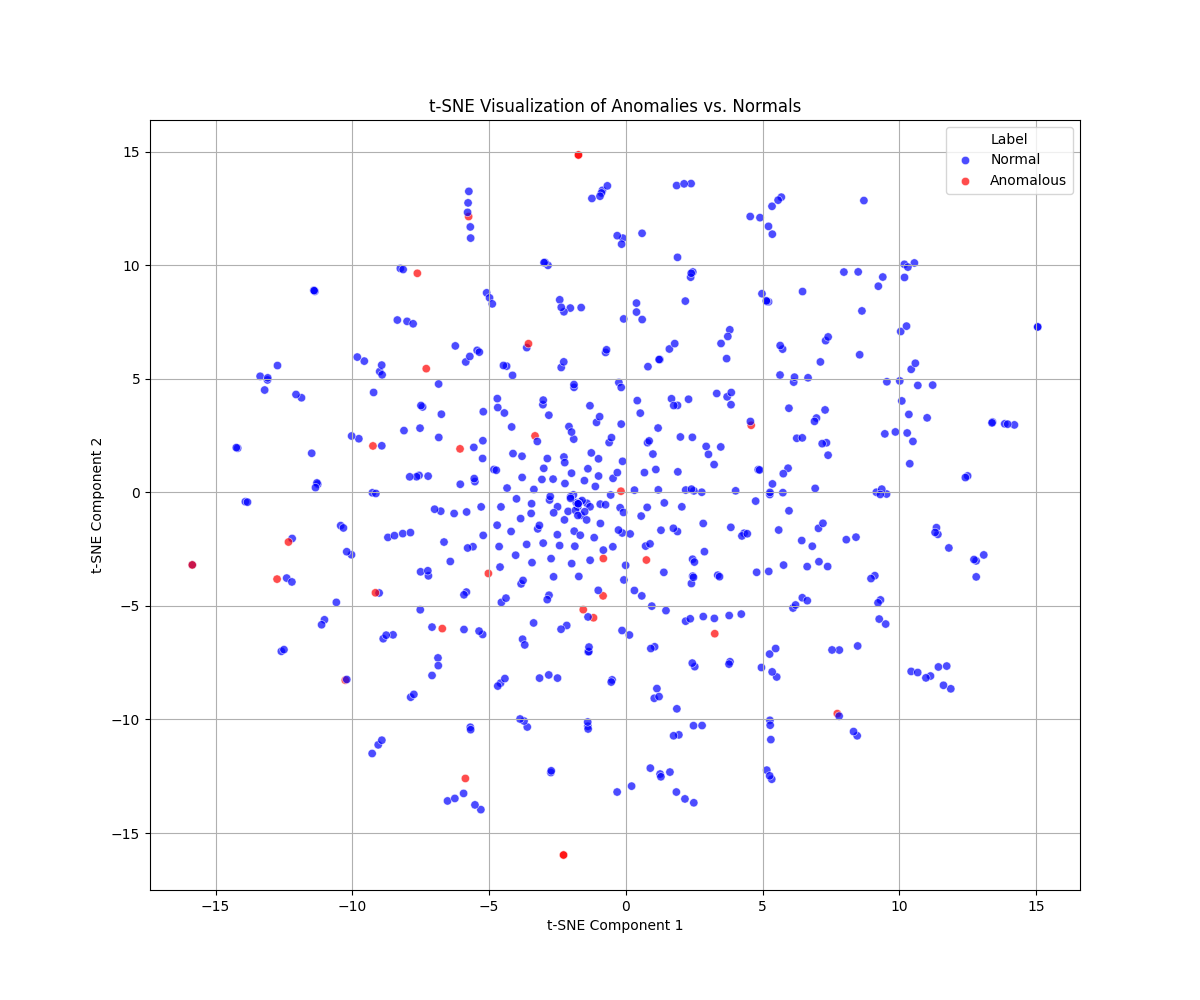 t-SNE Visualization of Anomalies vs. Normals
Label
Normal
Anomalous
15
10
5
0
−5
−10
−15
t-SNE Component 2
−15 −10 −5 0 5 10 15
t-SNE Component 1